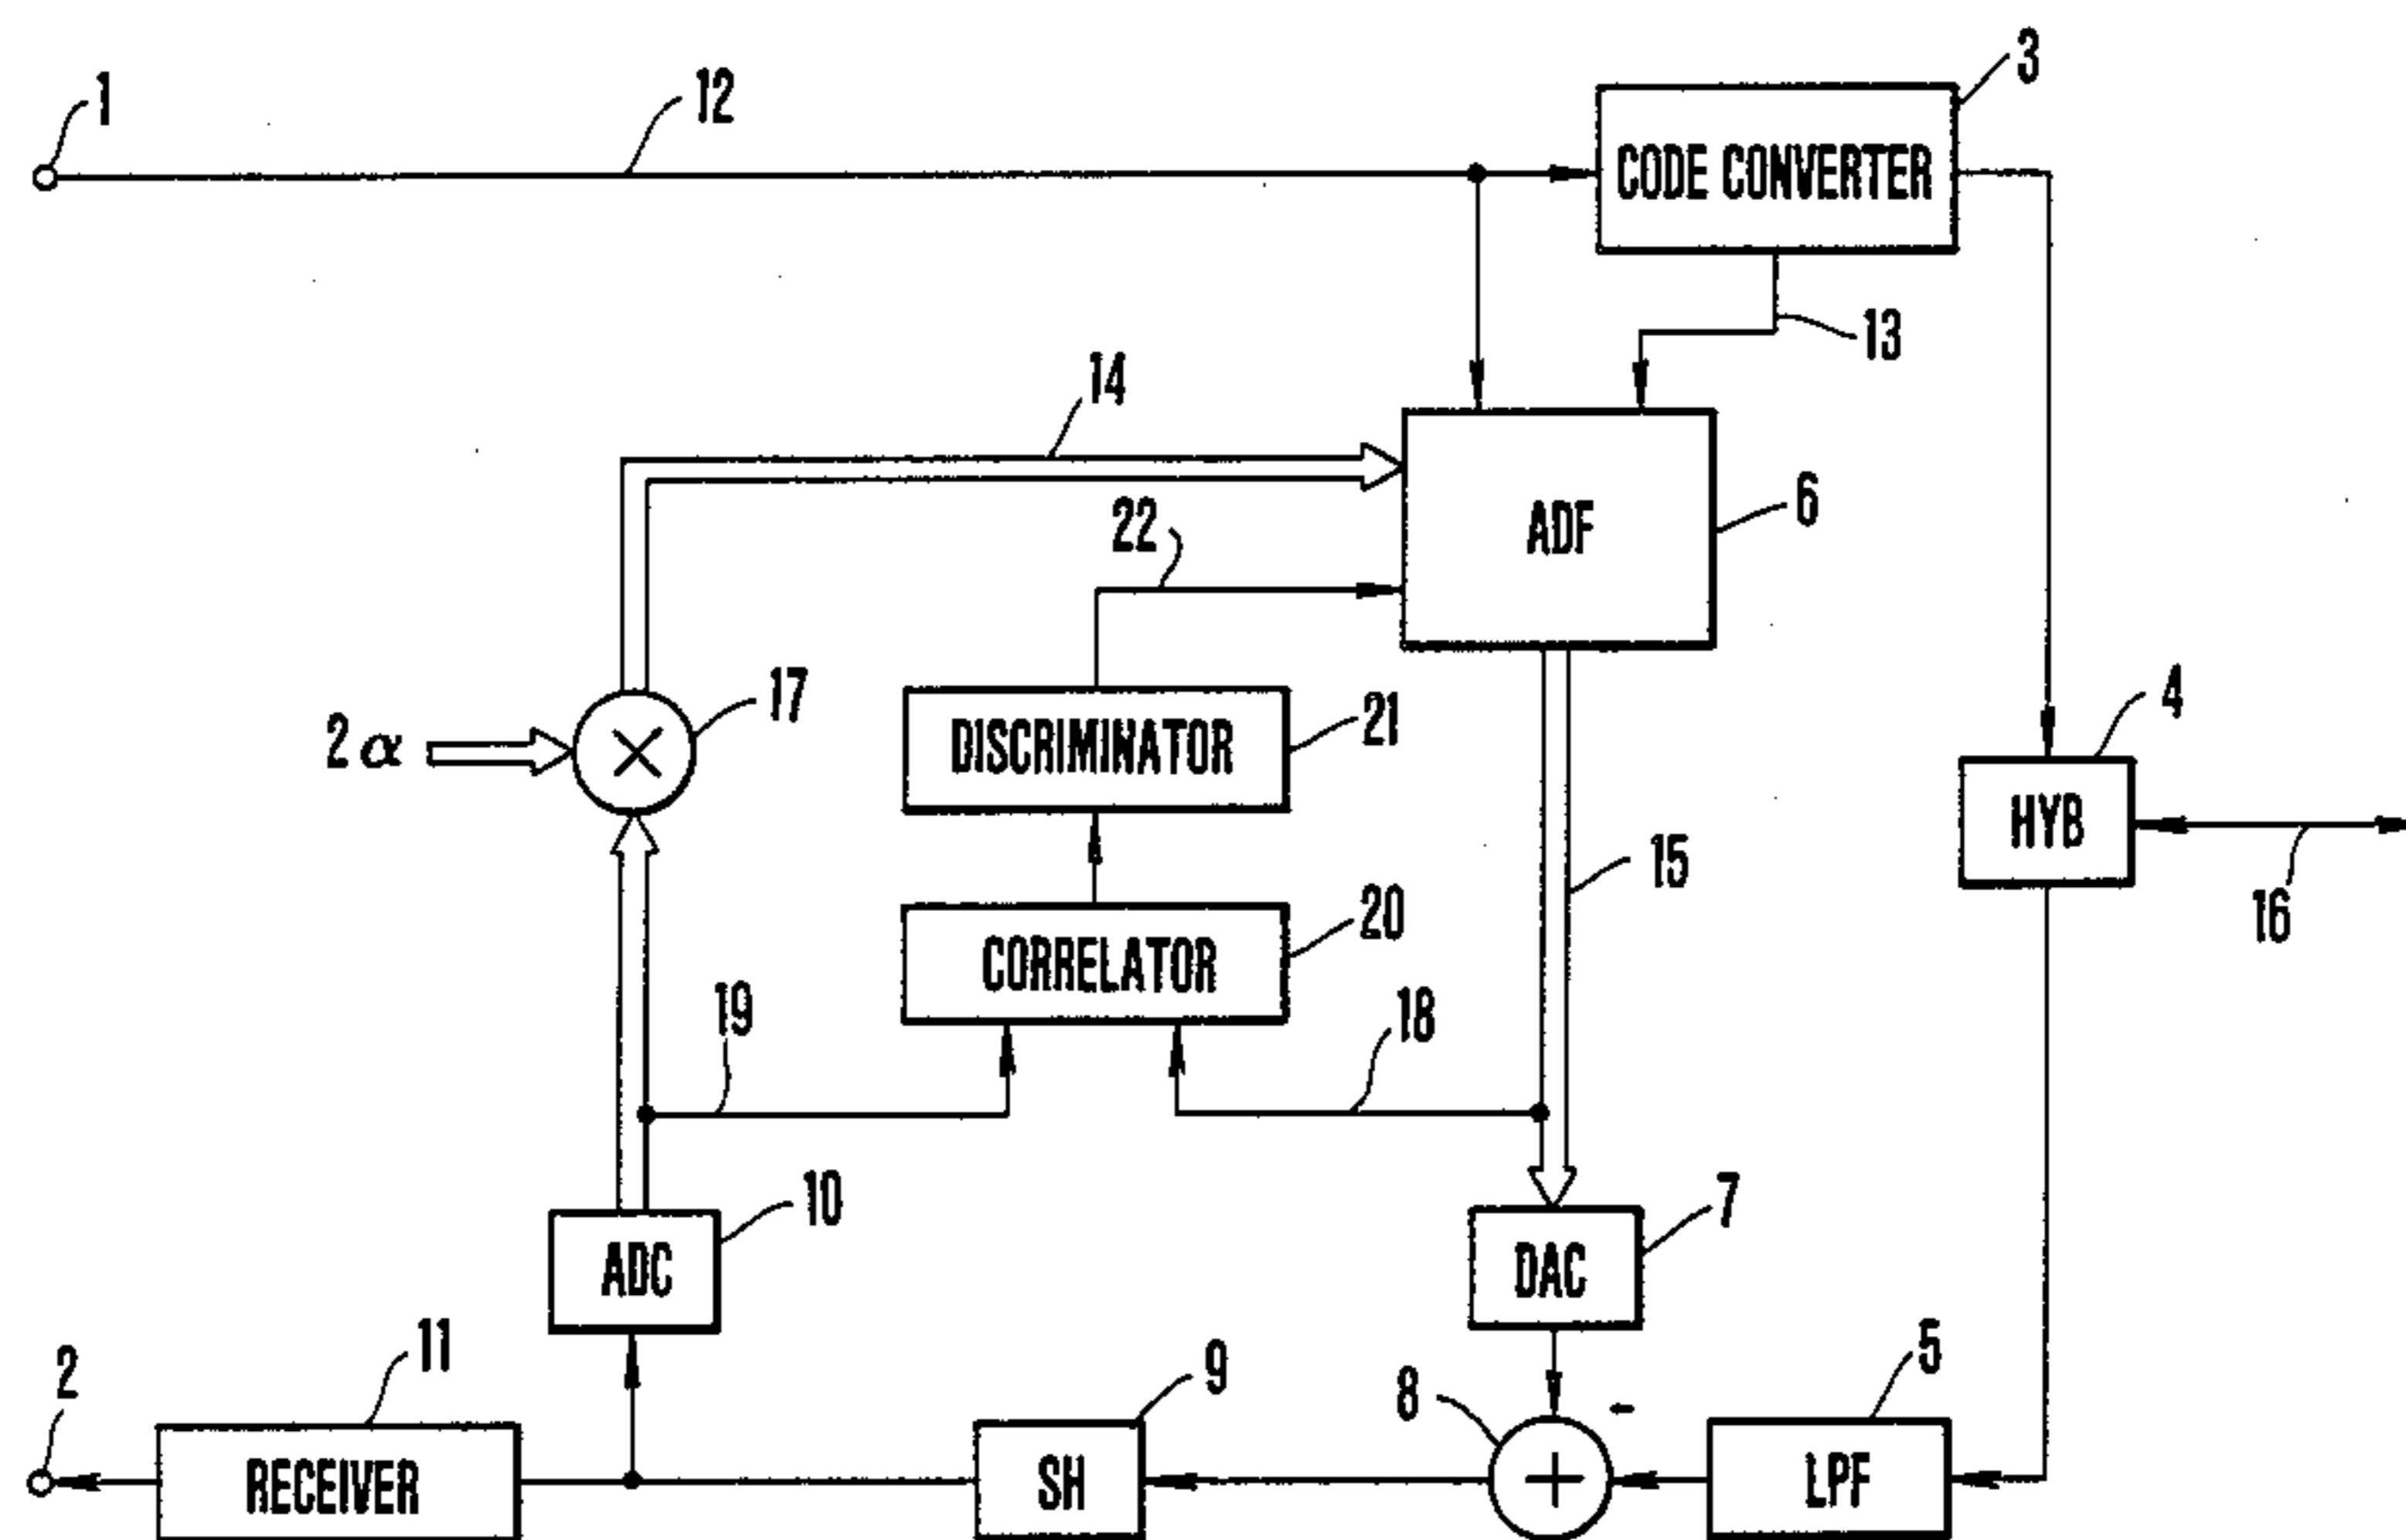 1
12
3
CODE CONVERTER
13
14
22
ADF
6
2α
×
17
DISCRIMINATOR
21
4
HYB
16
15
CORRELATOR
20
19
18
ADC
10
DAC
7
2
11
RECEIVER
SH
9
8
+
-
5
LPF